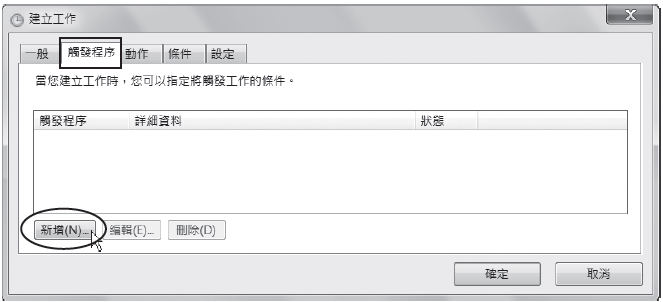 建立工作
一般 觸發程序 動作 條件 設定
當您建立工作時，您可以指定將觸發工作的條件。
觸發程序 詳細資料 狀態
新增(N)... 編輯(E)... 刪除(D)
確定 取消